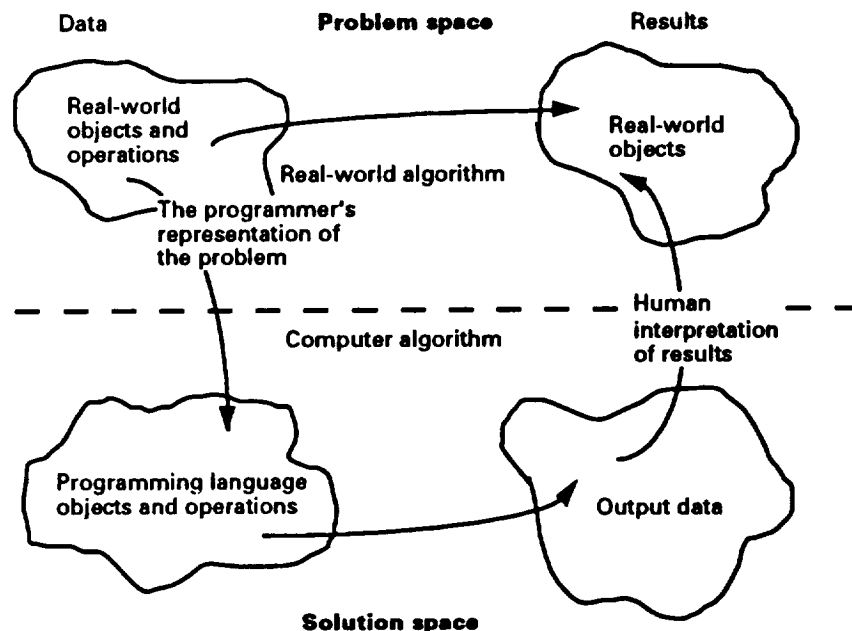 Data
Problem space
Results
Real-world
objects and
operations
Real-world
objects
Real-world algorithm
The programmer's
representation of
the problem
Human
interpretation
of results
Computer algorithm
Programming language
objects and operations
Output data
Solution space